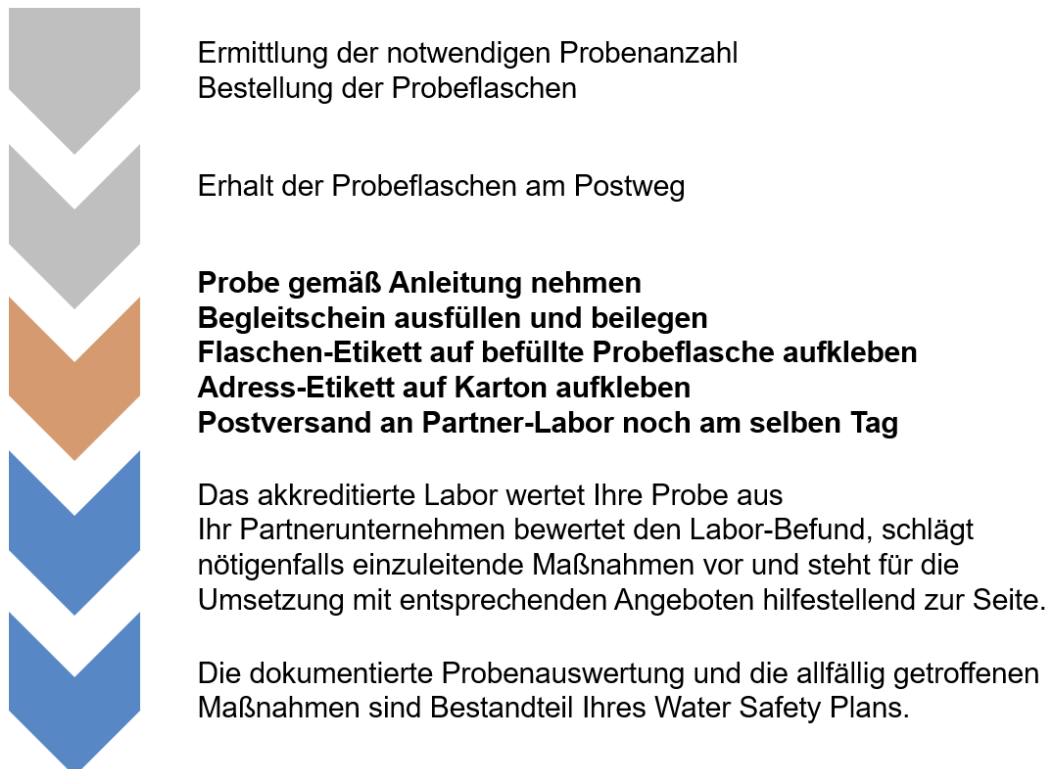 Ermittlung der notwendigen Probenanzahl
Bestellung der Probeflaschen
Erhalt der Probeflaschen am Postweg
Probe gemäß Anleitung nehmen
Begleitschein ausfüllen und beilegen
Flaschen-Etikett auf befüllte Probeflasche aufkleben
Adress-Etikett auf Karton aufkleben
Postversand an Partner-Labor noch am selben Tag
Das akkreditierte Labor wertet Ihre Probe aus
Ihr Partnerunternehmen bewertet den Labor-Befund, schlägt
nötigenfalls einzuleitende Maßnahmen vor und steht für die
Umsetzung mit entsprechenden Angeboten hilfestellend zur Seite.
Die dokumentierte Probenauswertung und die allfällig getroffenen
Maßnahmen sind Bestandteil Ihres Water Safety Plans.